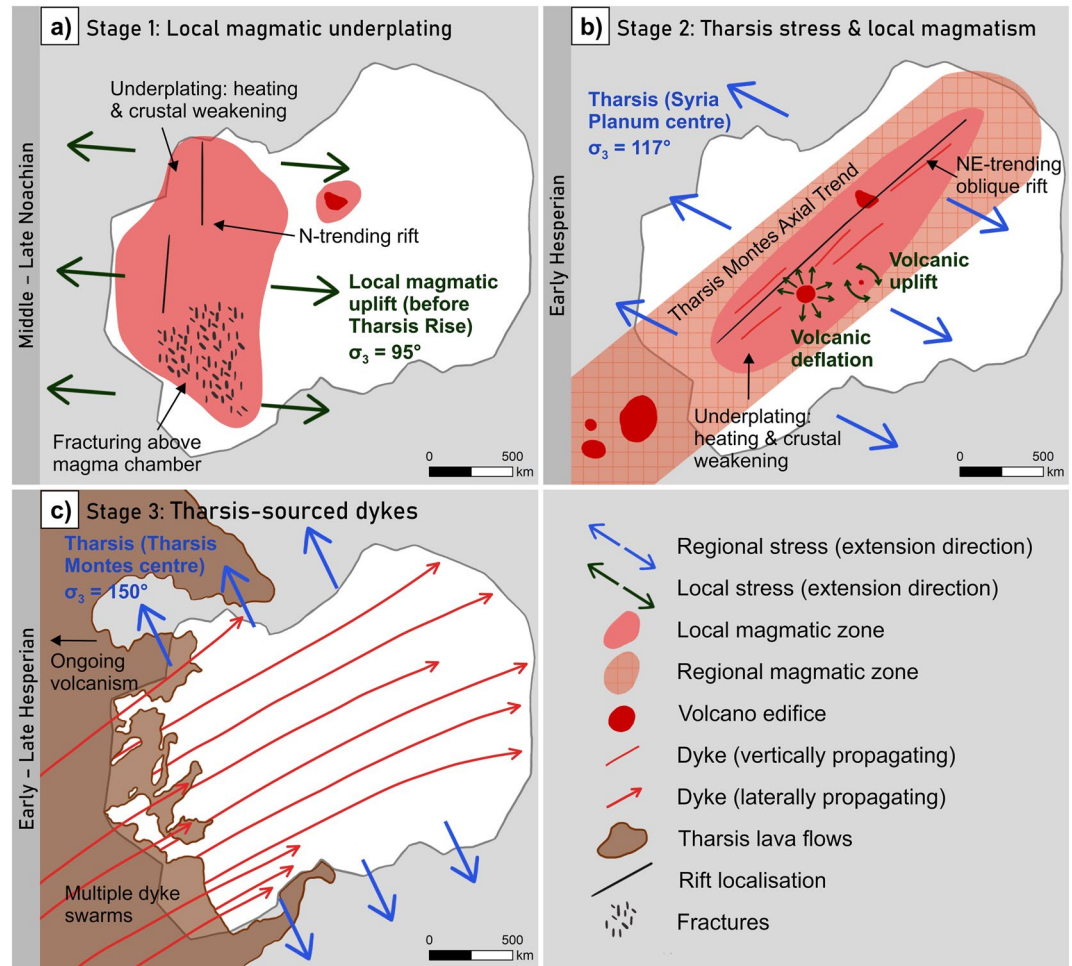 a) Stage 1: Local magmatic underplating
Middle – Late Noachian
Underplating: heating
& crustal weakening
N-trending rift
Local magmatic
uplift (before
Tharsis Rise)
σ3 = 95°
Fracturing above
magma chamber
0 500
km
b) Stage 2: Tharsis stress & local magmatism
Early Hesperian
Tharsis (Syria
Planum centre)
σ3 = 117°
Tharsis Montes Axial Trend
NE-trending
oblique rift
Volcanic
uplift
Volcanic
deflation
Underplating:
heating & crustal
weakening
0 500
km
c) Stage 3: Tharsis-sourced dykes
Early – Late Hesperian
Tharsis (Tharsis
Montes centre)
σ3 = 150°
Ongoing
volcanism
Multiple dyke
swarms
0 500
km
Regional stress (extension direction)
Local stress (extension direction)
Local magmatic zone
Regional magmatic zone
Volcano edifice
Dyke (vertically propagating)
Dyke (laterally propagating)
Tharsis lava flows
Rift localisation
Fractures